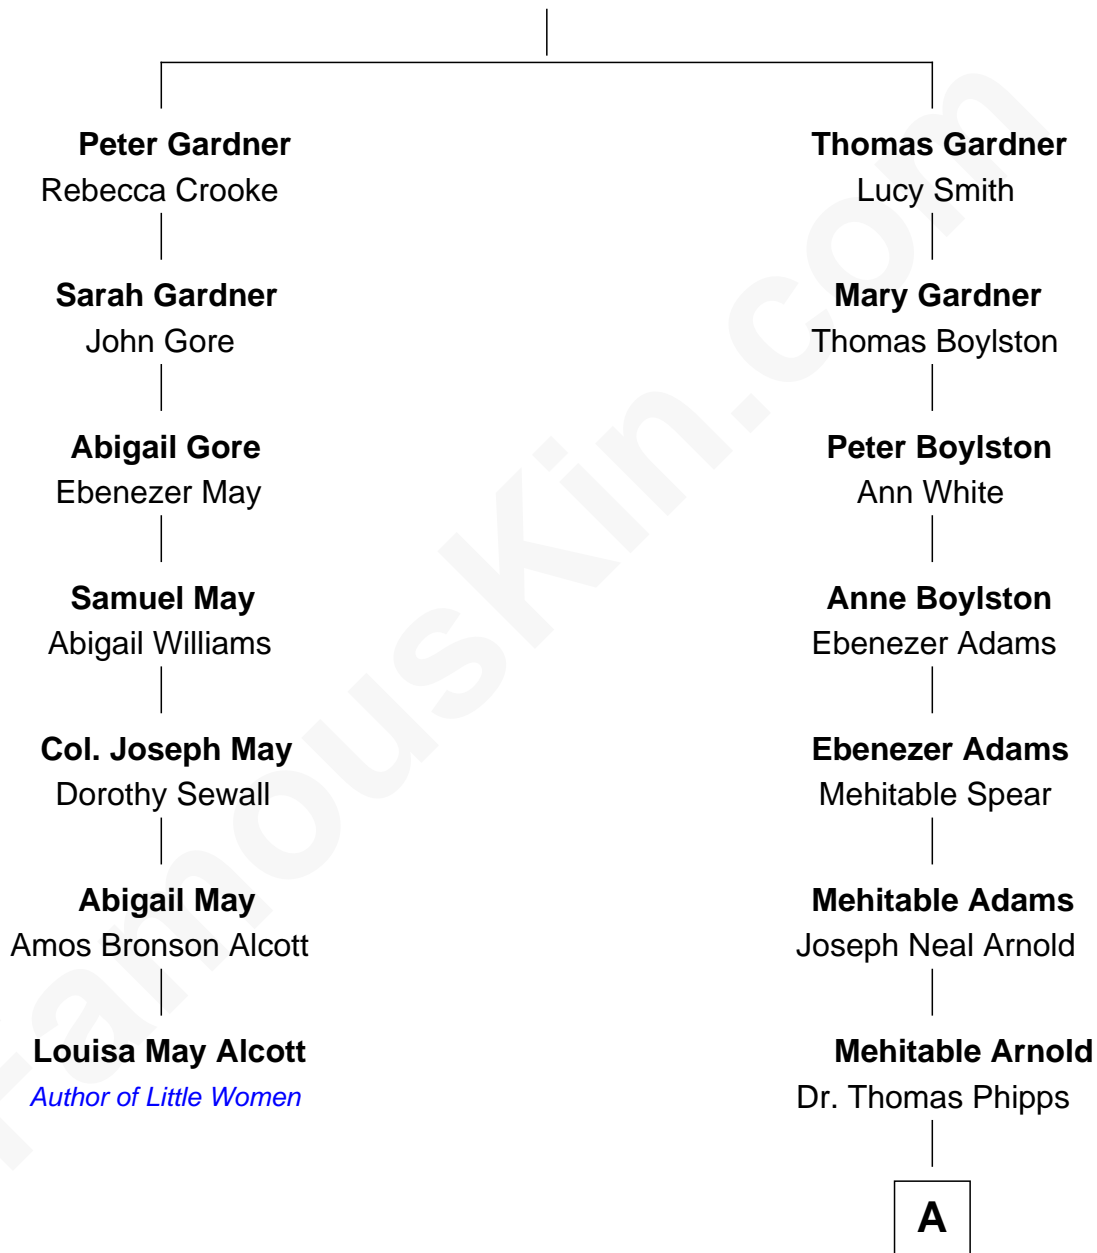 Peter Gardner
Rebecca Crooke
Sarah Gardner
John Gore
Abigail Gore
Ebenezer May
Samuel May
Abigail Williams
Col. Joseph May
Dorothy Sewall
Abigail May
Amos Bronson Alcott
Louisa May Alcott
Author of Little Women
Thomas Gardner
Lucy Smith
Mary Gardner
Thomas Boylston
Peter Boylston
Ann White
Anne Boylston
Ebenezer Adams
Ebenezer Adams
Mehitable Spear
Mehitable Adams
Joseph Neal Arnold
Mehitable Arnold
Dr. Thomas Phipps
A
FamousKin.com